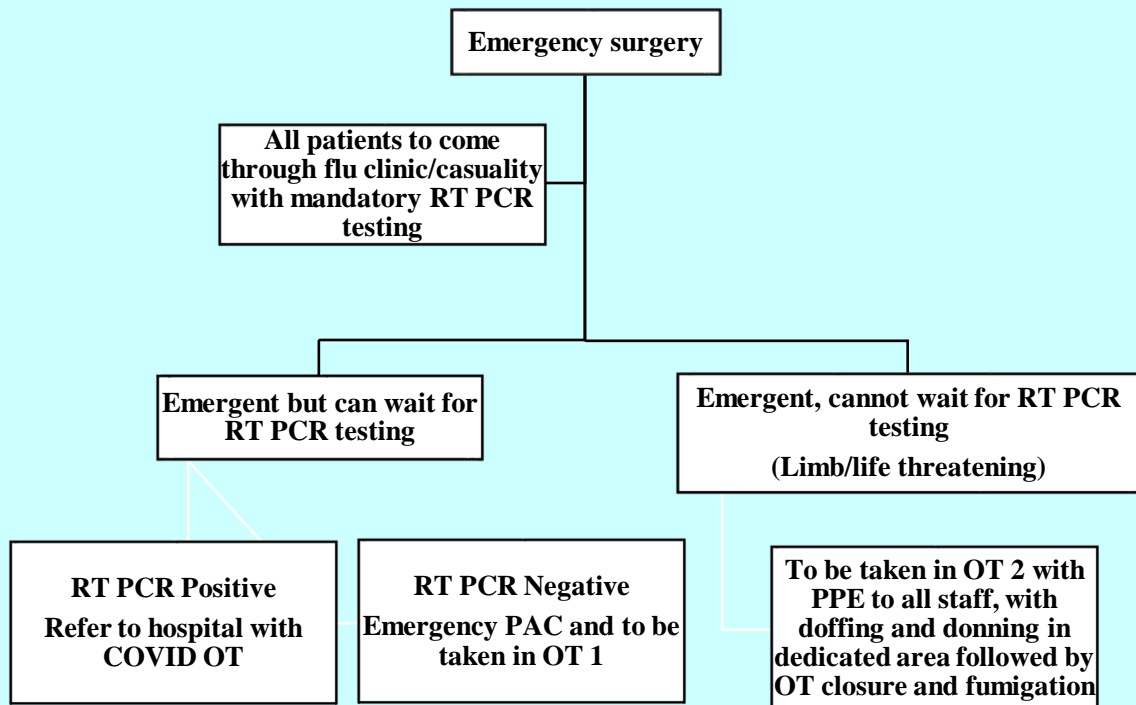 Emergency surgery
All patients to come
through flu clinic/casuality
with mandatory RT PCR
testing
Emergent but can wait for
RT PCR testing
Emergent, cannot wait for RT PCR
testing
(Limb/life threatening)
RT PCR Positive
Refer to hospital with
COVID OT
RT PCR Negative
Emergency PAC and to be
taken in OT 1
To be taken in OT 2 with
PPE to all staff, with
doffing and donning in
dedicated area followed by
OT closure and fumigation